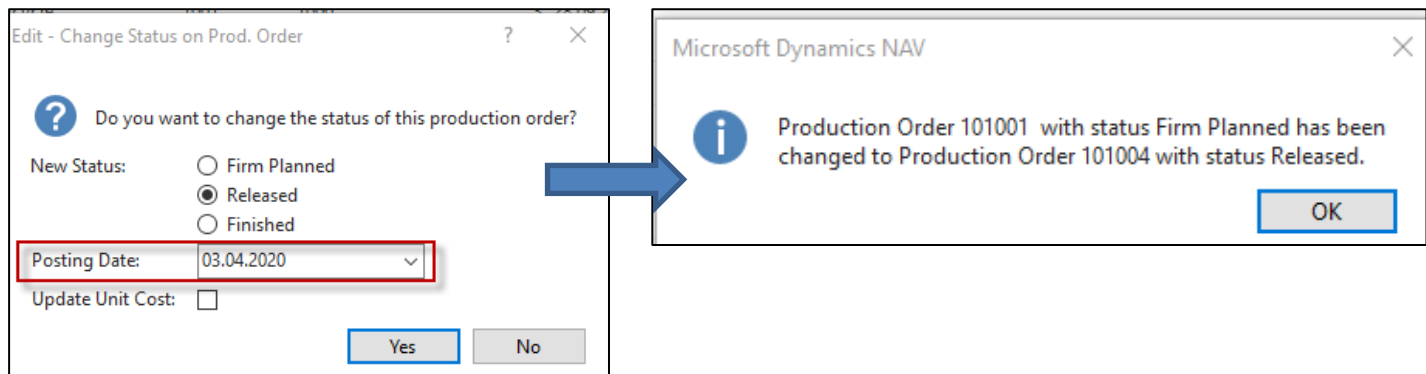 Edit - Change Status on Prod. Order
?
Do you want to change the status of this production order?
New Status:
Firm Planned
Released
Finished
Posting Date:
03.04.2020
Update Unit Cost:
Yes
No
Microsoft Dynamics NAV
Production Order 101001 with status Firm Planned has been
changed to Production Order 101004 with status Released.
OK